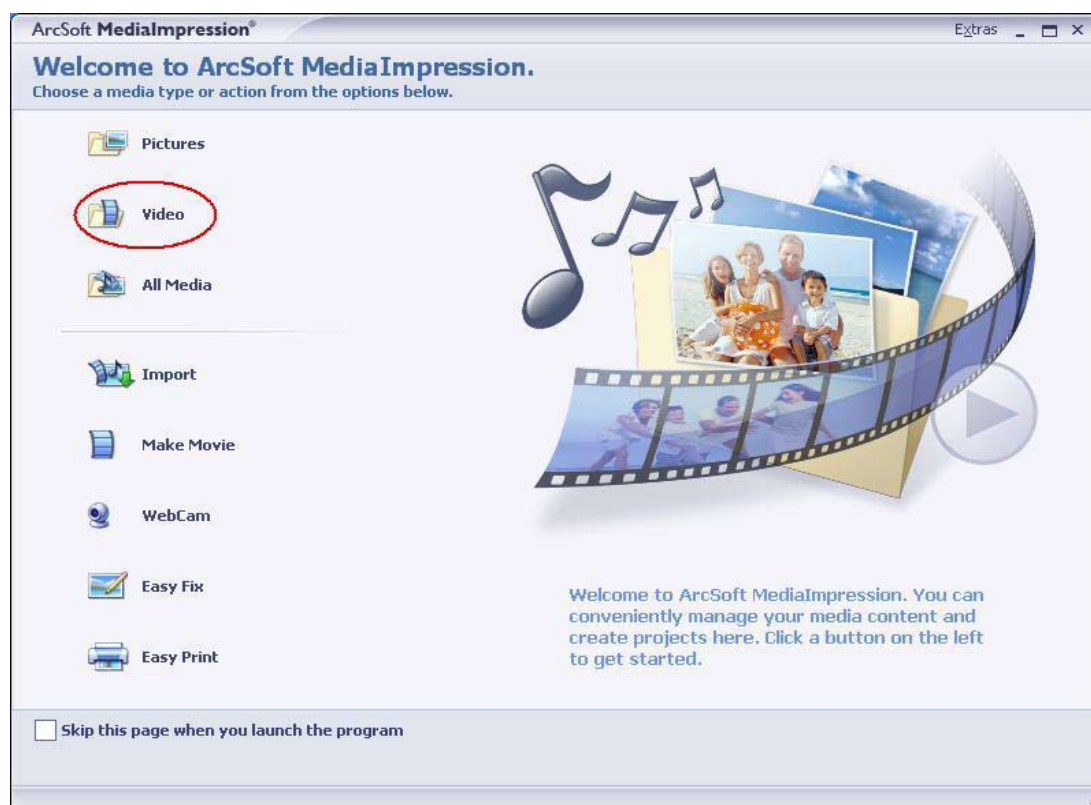 ArcSoft MediaImpression®
Extras
Welcome to ArcSoft MediaImpression.
Choose a media type or action from the options below.
Pictures
Video
All Media
Import
Make Movie
WebCam
Easy Fix
Easy Print
Welcome to ArcSoft MediaImpression. You can
conveniently manage your media content and
create projects here. Click a button on the left
to get started.
Skip this page when you launch the program